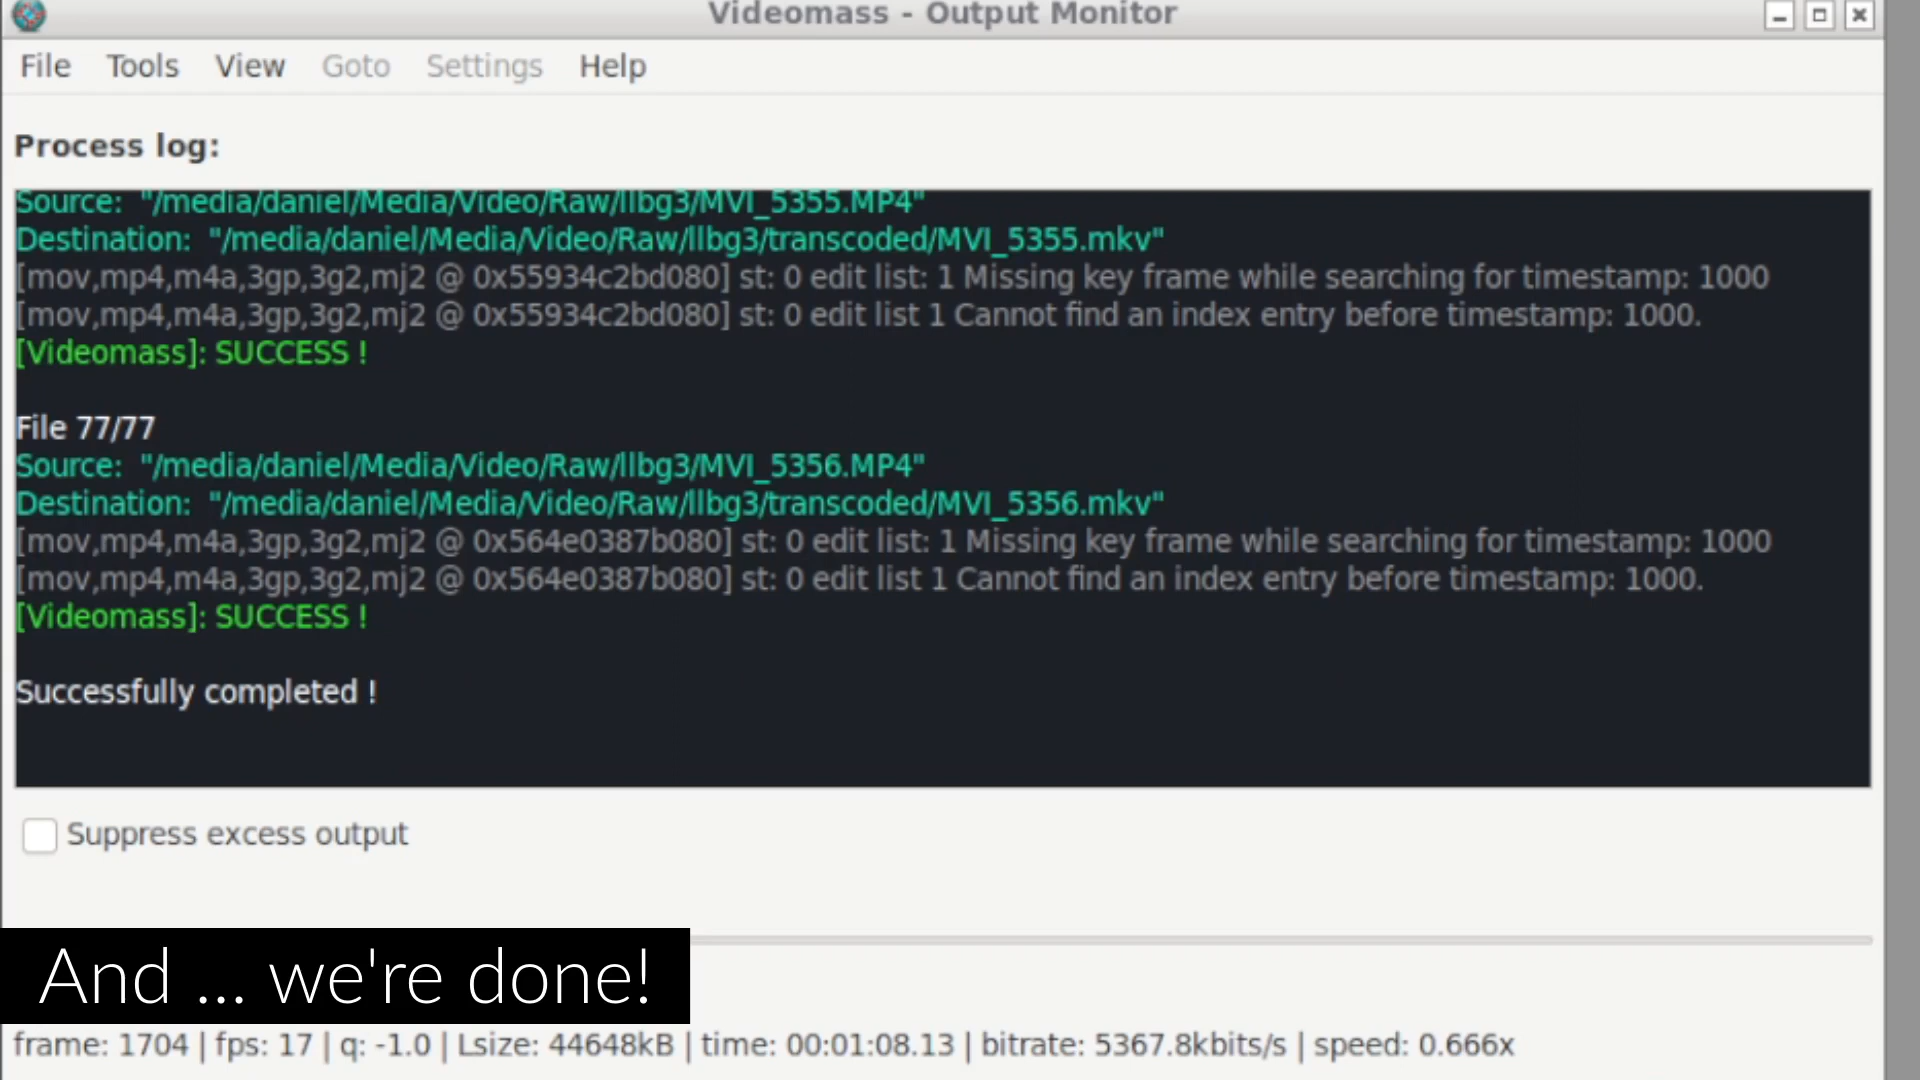 Videomass - Output Monitor
File Tools View Goto Settings Help
Process log:
Source: "/media/daniel/Media/Video/Raw/llbg3/MVI_5355.MP4"
Destination: "/media/daniel/Media/Video/Raw/llbg3/transcoded/MVI_5355.mkv"
[mov,mp4,m4a,3gp,3g2,mj2 @ 0x55934c2bd080] st: 0 edit list: 1 Missing key frame while searching for timestamp: 1000
[mov,mp4,m4a,3gp,3g2,mj2 @ 0x55934c2bd080] st: 0 edit list 1 Cannot find an index entry before timestamp: 1000.
[Videomass]: SUCCESS !
File 77/77
Source: "/media/daniel/Media/Video/Raw/llbg3/MVI_5356.MP4"
Destination: "/media/daniel/Media/Video/Raw/llbg3/transcoded/MVI_5356.mkv"
[mov,mp4,m4a,3gp,3g2,mj2 @ 0x564e0387b080] st: 0 edit list: 1 Missing key frame while searching for timestamp: 1000
[mov,mp4,m4a,3gp,3g2,mj2 @ 0x564e0387b080] st: 0 edit list 1 Cannot find an index entry before timestamp: 1000.
[Videomass]: SUCCESS !
Successfully completed !
Suppress excess output
And ... we're done!
frame: 1704 | fps: 17 | q: -1.0 | Lsize: 44648kB | time: 00:01:08.13 | bitrate: 5367.8kbits/s | speed: 0.666x